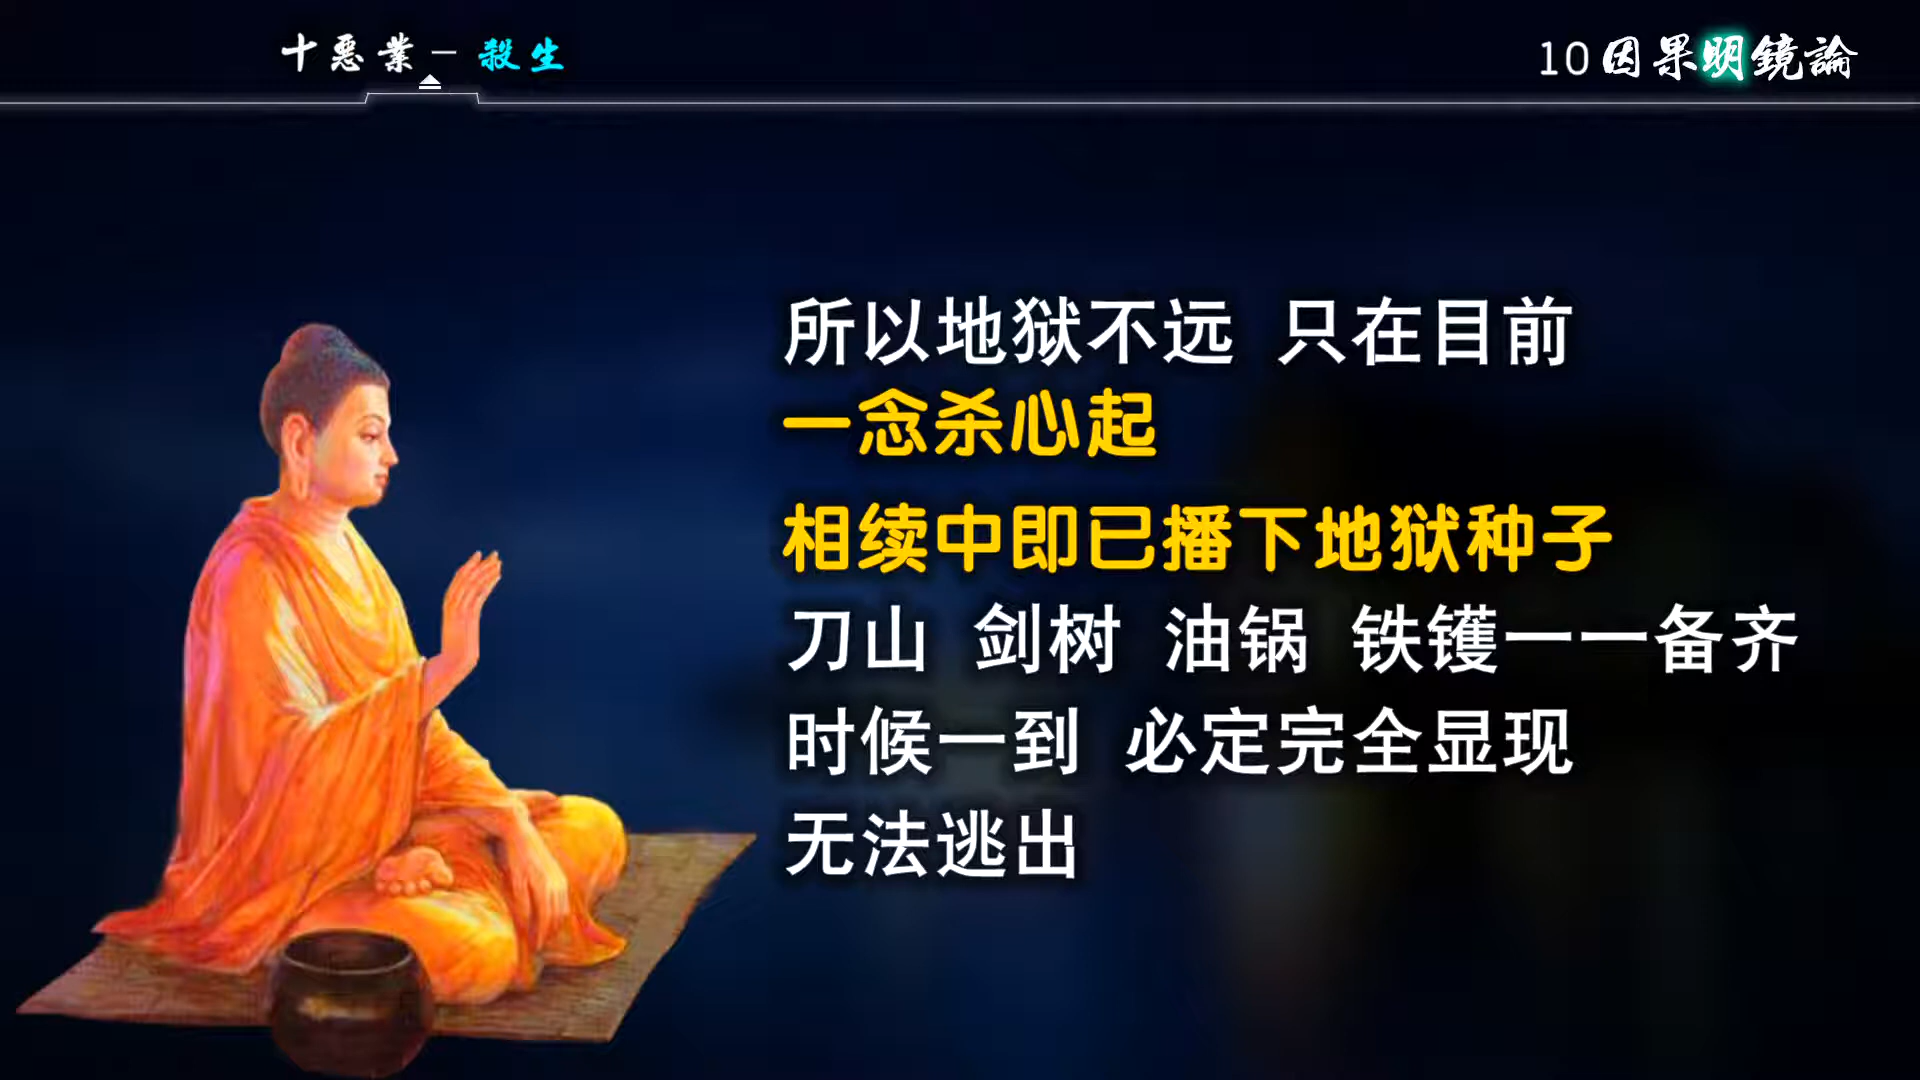 十惡業－殺生
10因果明鏡論
所以地狱不远 只在目前
一念杀心起
相续中即已播下地狱种子
刀山 剑树 油锅 铁镬一一备齐
时候一到 必定完全显现
无法逃出